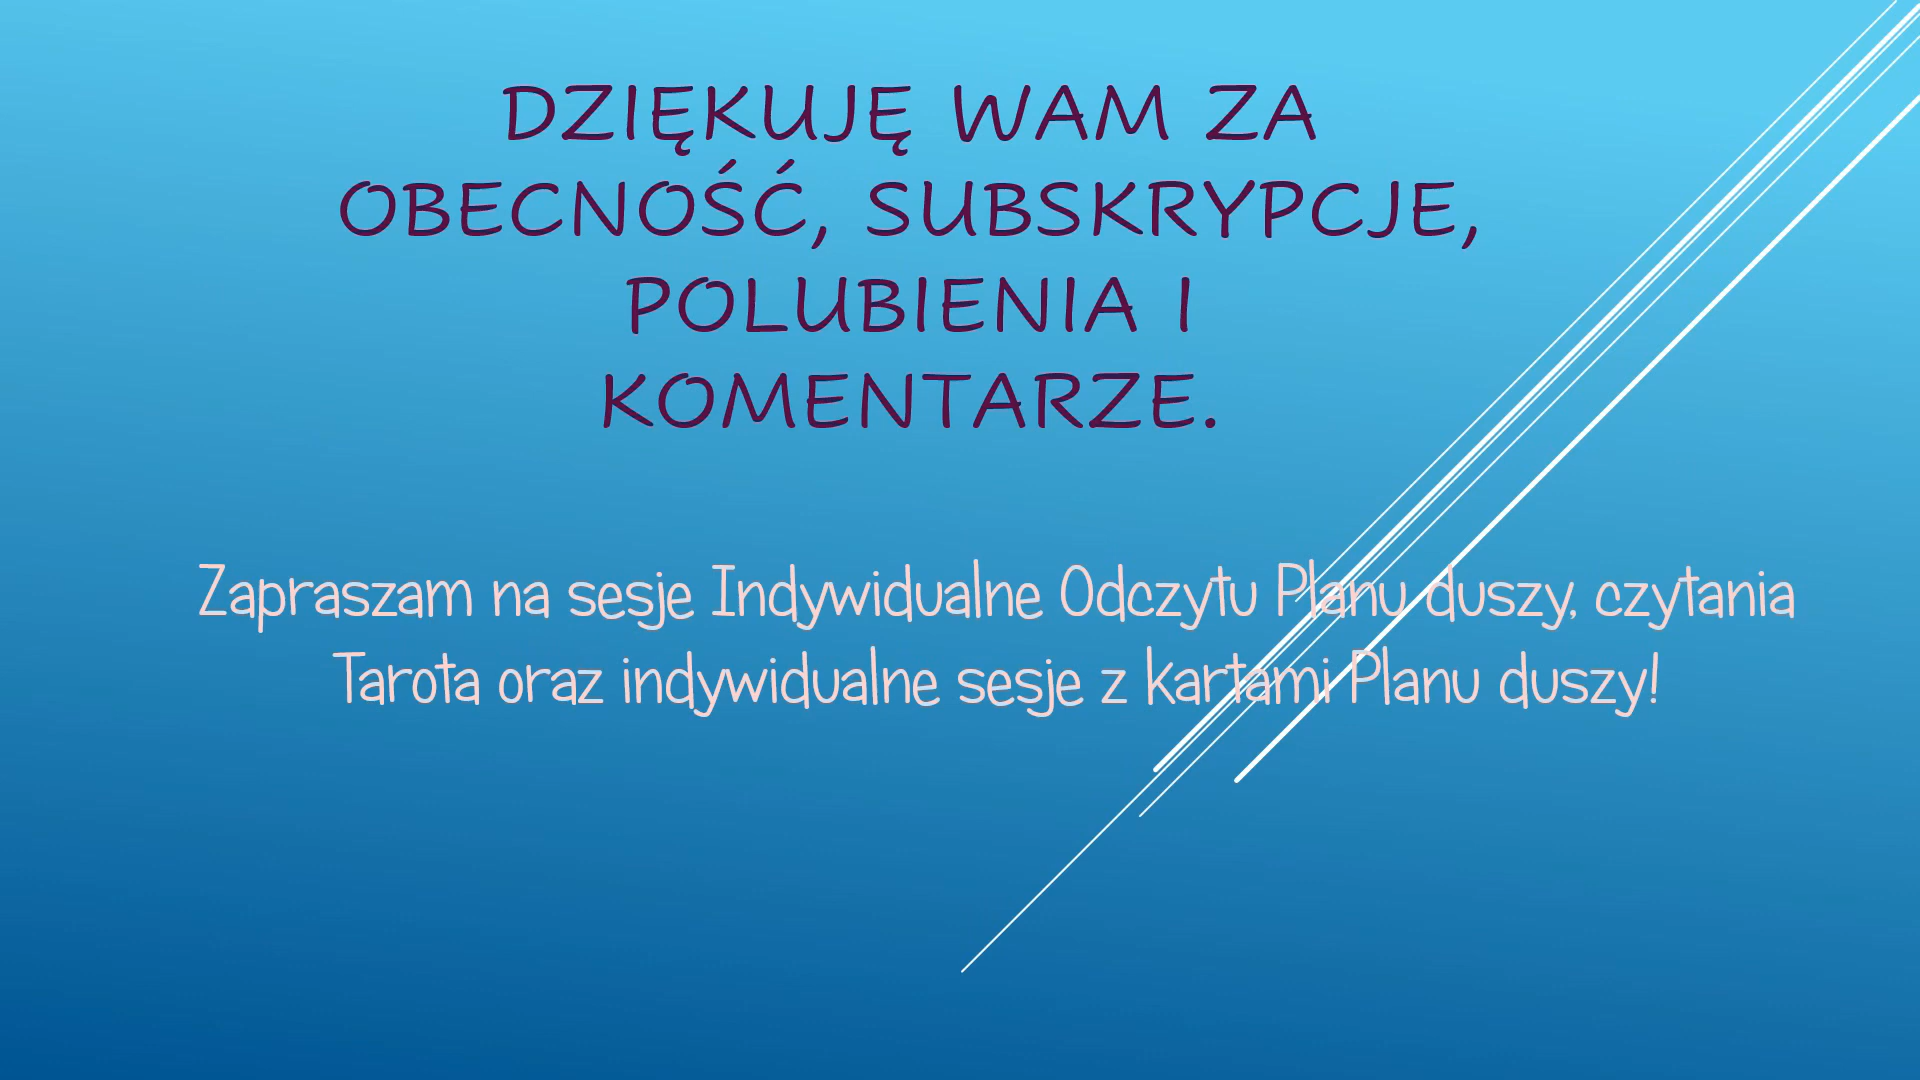 DZIĘKUJĘ WAM ZA
OBECNOŚĆ, SUBSKRYPCJE,
POLUBIENIA I
KOMENTARZE.
Zapraszam na sesje Indywidualne Odczytu Planu duszy, czytania
Tarota oraz indywidualne sesje z kartami Planu duszy!